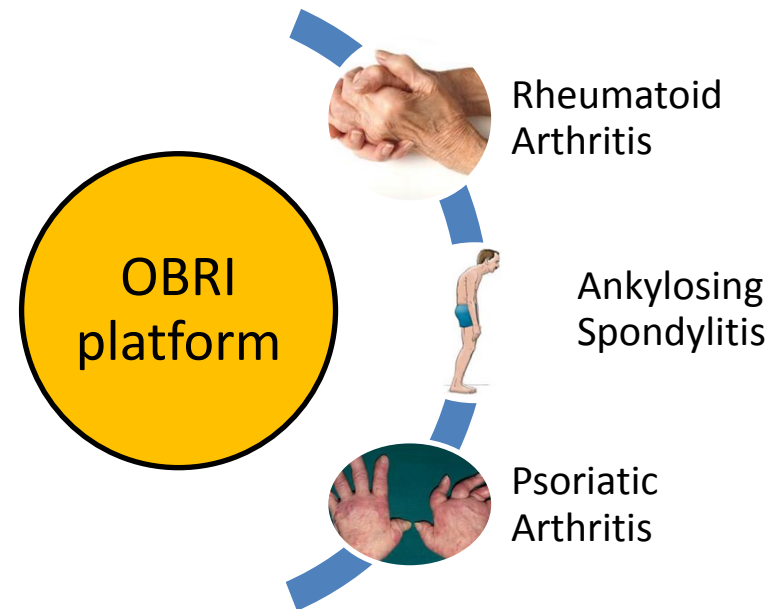 OBRI
platform
Rheumatoid
Arthritis
Ankylosing
Spondylitis
Psoriatic
Arthritis